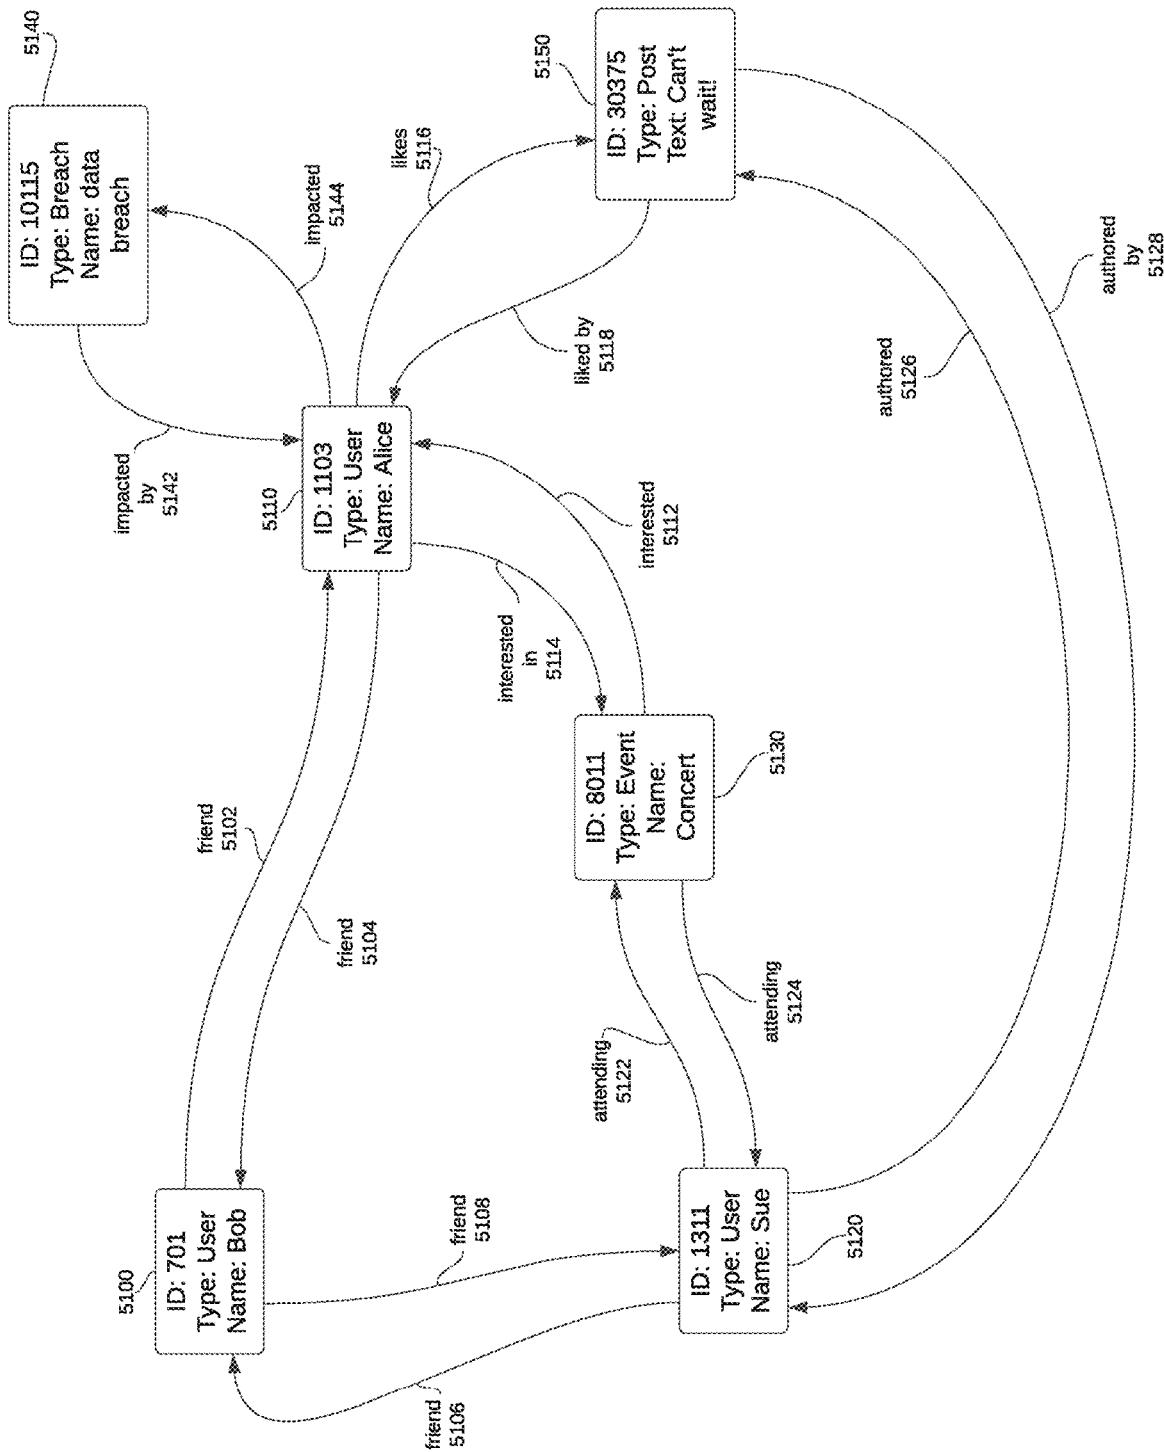 5100
ID: 701
Type: User
Name: Bob
friend
5102
friend
5104
friend
5106
friend
5108
5110
ID: 1103
Type: User
Name: Alice
impacted
by
5142
impacted
5144
5140
ID: 10115
Type: Breach
Name: data
breach
likes
5116
liked by
5118
5150
ID: 30375
Type: Post
Text: Can't
wait!
interested
in
5114
interested
5112
ID: 8011
Type: Event
Name:
Concert
5130
attending
5122
attending
5124
ID: 1311
Type: User
Name: Sue
5120
authored
5126
authored
by
5128